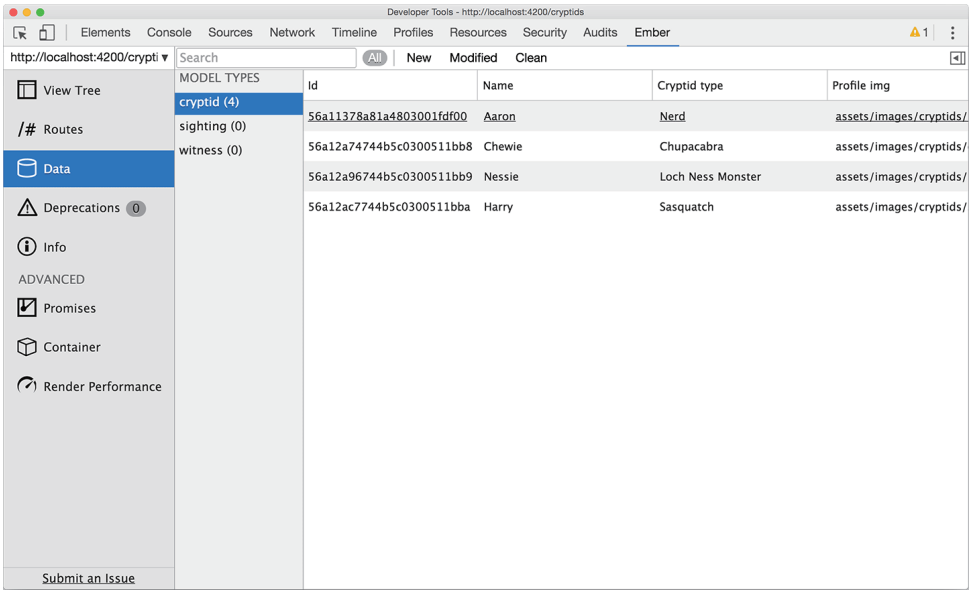 Developer Tools - http://localhost:4200/cryptids
Elements Console Sources Network Timeline Profiles Resources Security Audits Ember 1
http://localhost:4200/crypti Search All New Modified Clean
View Tree
/# Routes
Data
Deprecations 0
Info
ADVANCED
Promises
Container
Render Performance
Submit an Issue
MODEL TYPES
cryptid (4)
sighting (0)
witness (0)
Id Name Cryptid type Profile img
56a11378a81a4803001fdf00 Aaron Nerd assets/images/cryptids/
56a12a74744b5c0300511bb8 Chewie Chupacabra assets/images/cryptids/
56a12a96744b5c0300511bb9 Nessie Loch Ness Monster assets/images/cryptids/
56a12ac7744b5c0300511bba Harry Sasquatch assets/images/cryptids/